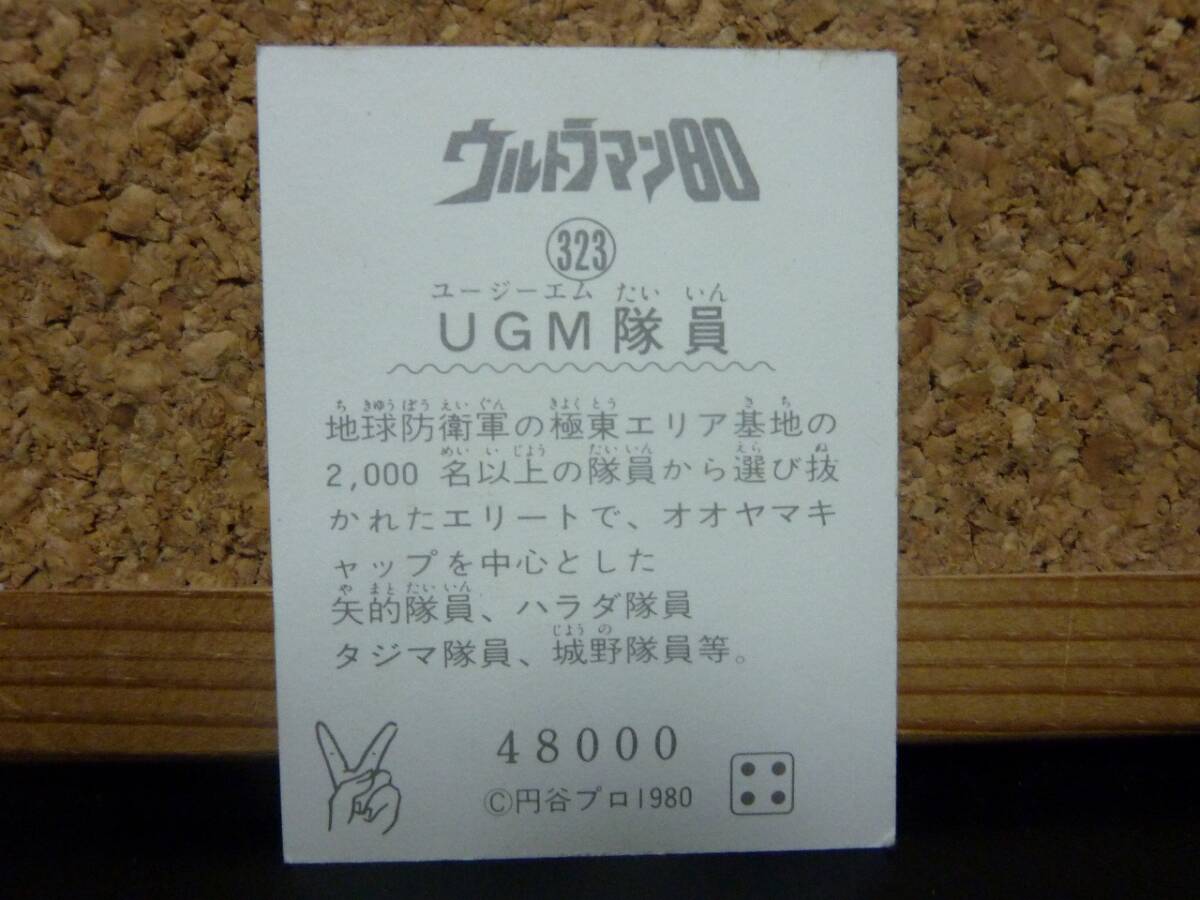 ウルトラマン80
323
ユージーエム たい いん
UGM隊員
ち きゅう ぼう えい ぐん きよく とう き ち
地球防衛軍の極東エリア基地の
めい い じょう たい いん えら ぬ
2,000 名以上の隊員から選び抜
かれたエリートで、オオヤマキ
ャップを中心とした
や まと たい いん
矢的隊員、ハラダ隊員
じょう の
タジマ隊員、城野隊員等。
48000
©円谷プロ1980